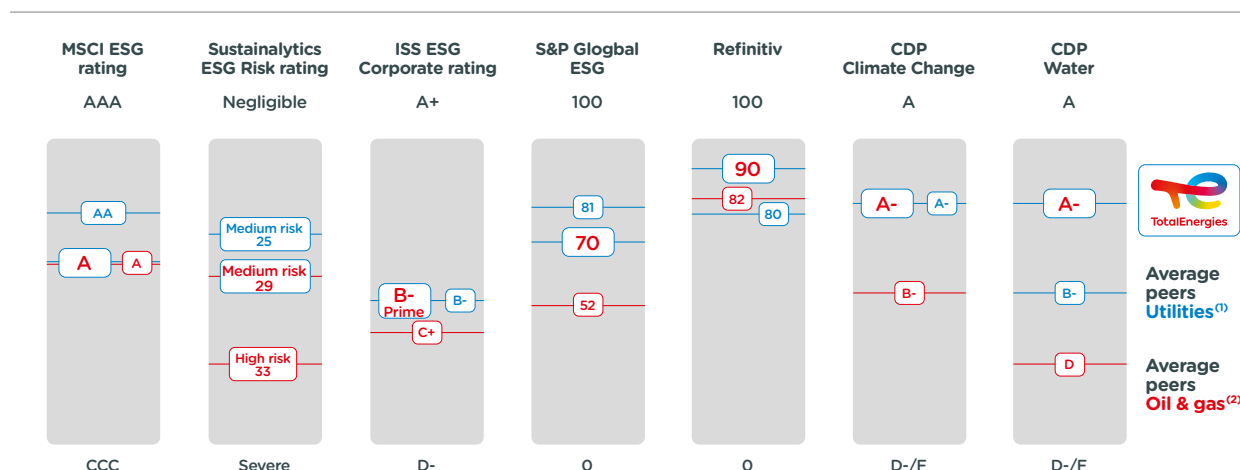 MSCI ESG
rating
AAA
AA
A
A
CCC
Sustainalytics
ESG Risk rating
Negligible
Medium risk
25
Medium risk
29
High risk
33
Severe
ISS ESG
Corporate rating
A+
B-
Prime
B-
C+
D-
S&P Glogbal
ESG
100
81
70
52
0
Refinitiv
100
90
82
80
0
CDP
Climate Change
A
A-
A-
B-
D-/F
CDP
Water
A
A-
B-
D
D-/F
TotalEnergies
Average
peers
Utilities(1)
Average
peers
Oil & gas(2)